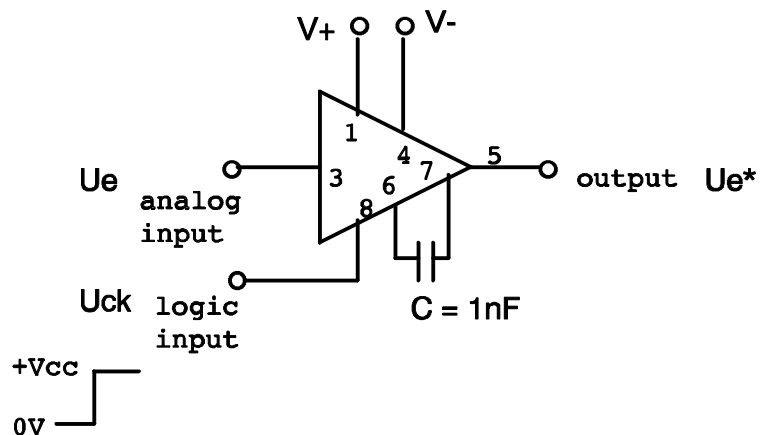 V+
V-
1
4
5
3
7
6
8
Ue
analog
input
output
Ue*
Uck
logic
input
C = 1nF
+Vcc
0V